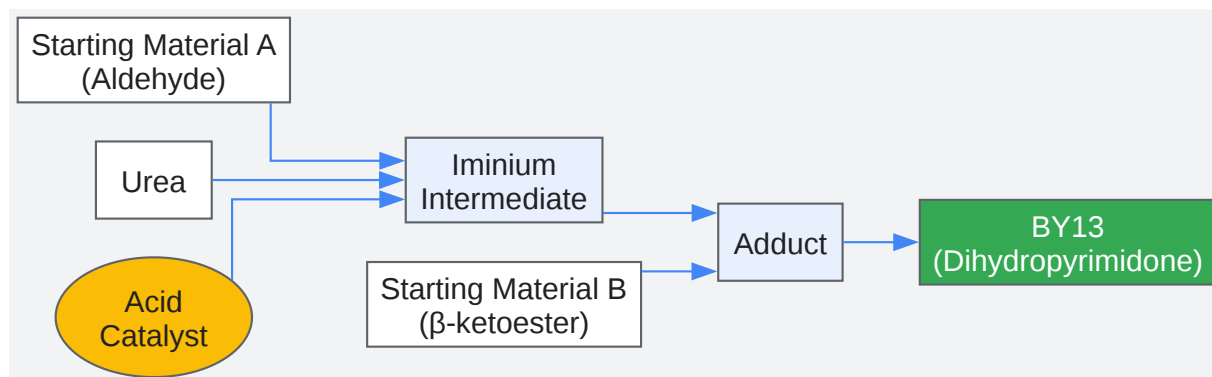 Starting Material A
(Aldehyde)
Urea
Acid
Catalyst
Iminium
Intermediate
Starting Material B
(β-ketoester)
Adduct
BY13
(Dihydropyrimidone)